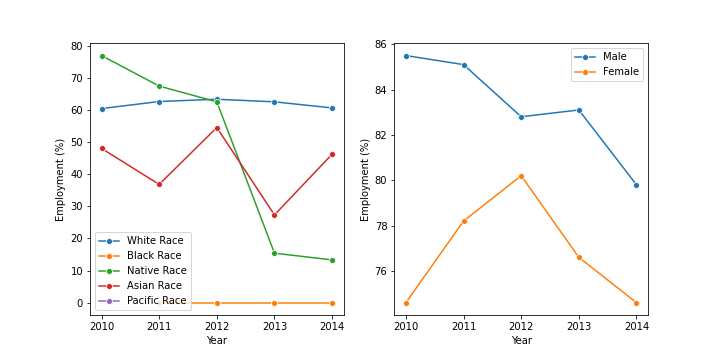 80
70
60
50
40
30
20
10
0
Employment (%)
White Race
Black Race
Native Race
Asian Race
Pacific Race
2010 2011 2012 2013 2014
Year
86
84
82
80
78
76
Employment (%)
Male
Female
2010 2011 2012 2013 2014
Year